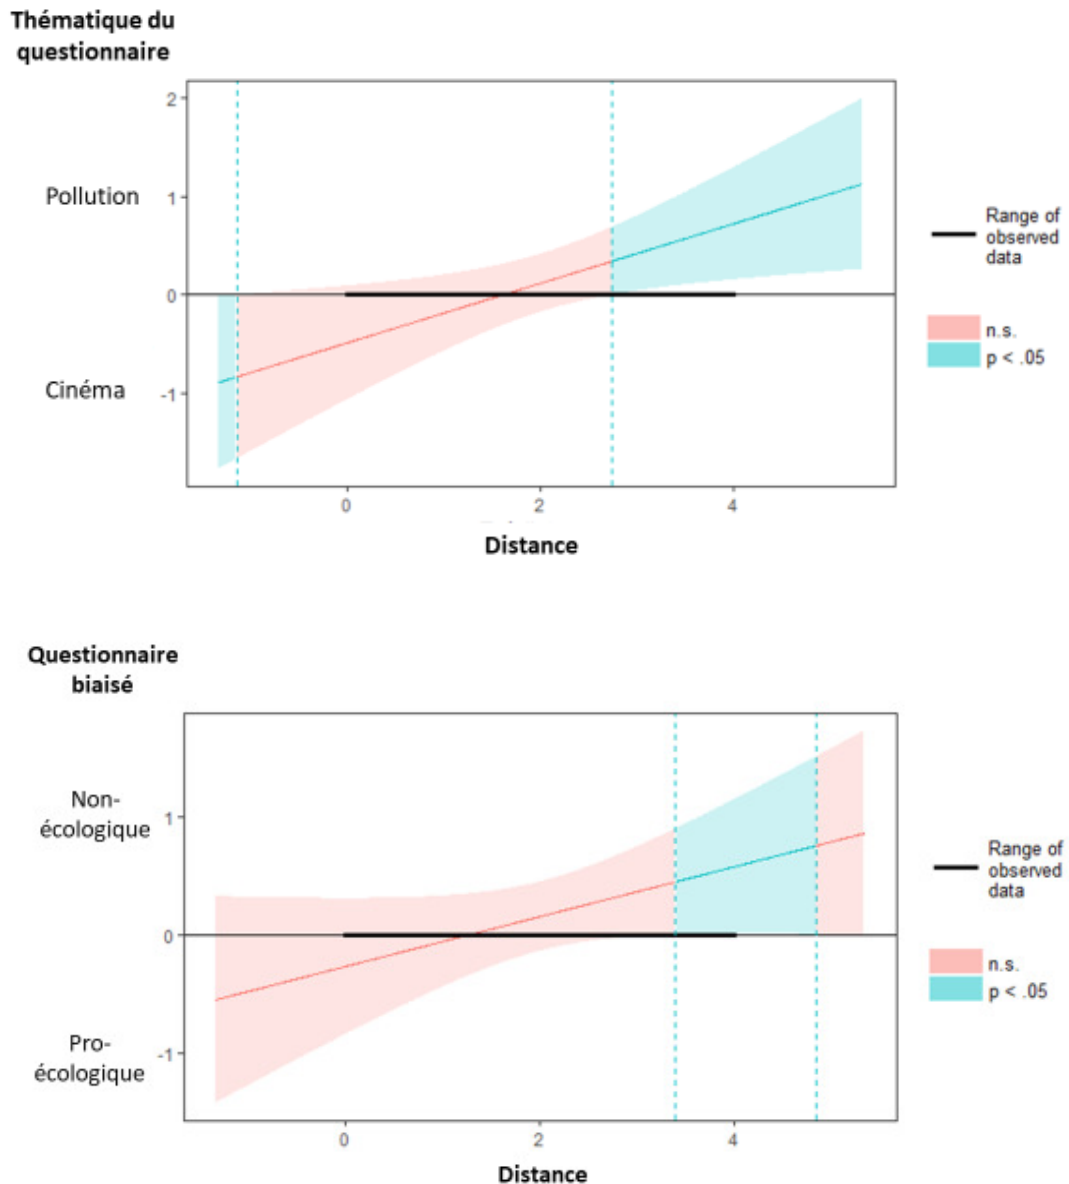 Thématique du
questionnaire
2
Pollution
1
0
Cinéma
-1
0 2 4
Distance
Range of
observed
data
n.s.
p < .05
Questionnaire
biaisé
Non-
écologique
1
0
Pro-
écologique
-1
0 2 4
Distance
Range of
observed
data
n.s.
p < .05